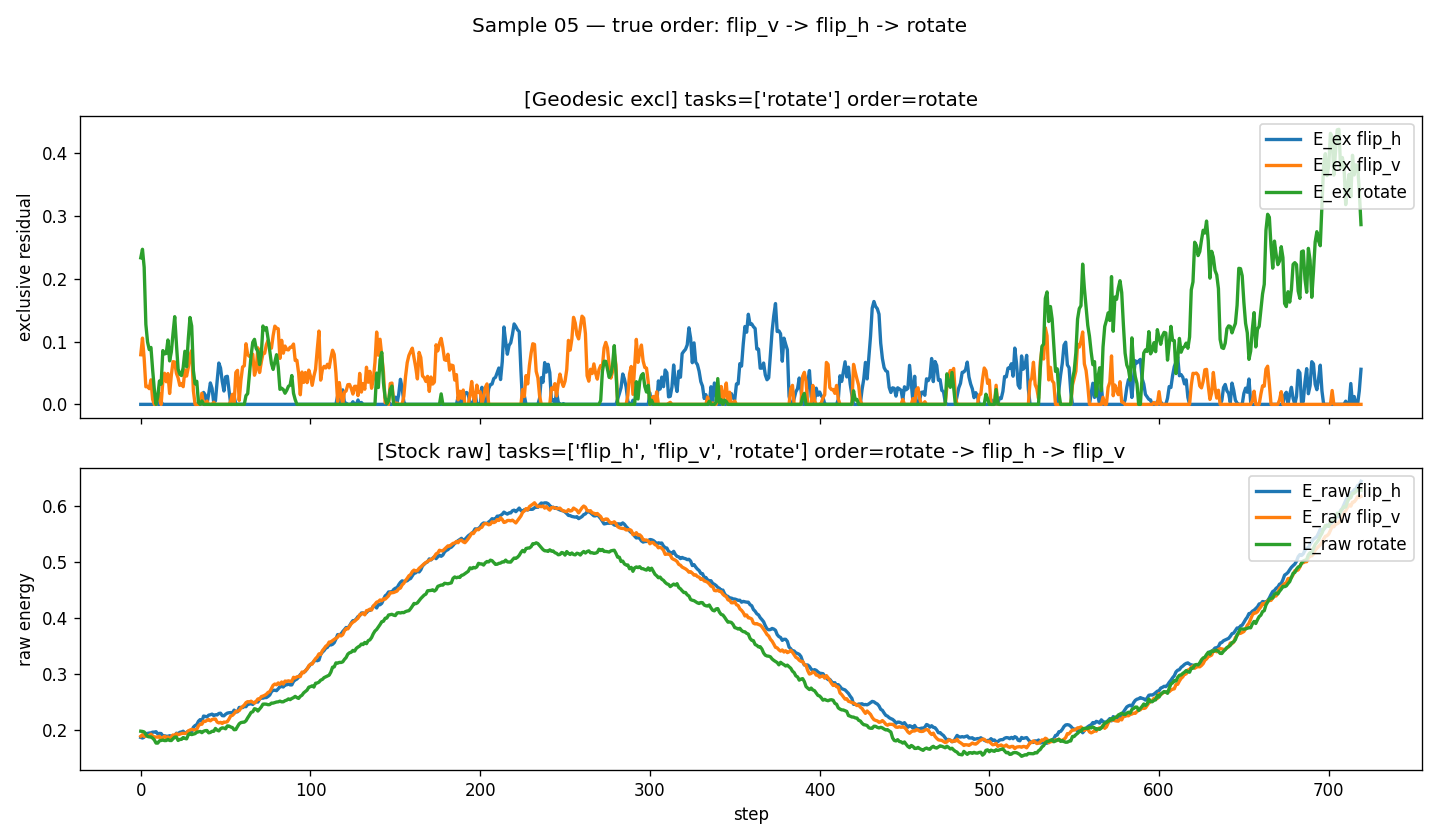 Sample 05 — true order: flip_v -> flip_h -> rotate
[Geodesic excl] tasks=['rotate'] order=rotate
exclusive residual
0.4
0.3
0.2
0.1
0.0
E_ex flip_h
E_ex flip_v
E_ex rotate
[Stock raw] tasks=['flip_h', 'flip_v', 'rotate'] order=rotate -> flip_h -> flip_v
raw energy
0.6
0.5
0.4
0.3
0.2
E_raw flip_h
E_raw flip_v
E_raw rotate
0 100 200 300 400 500 600 700
step